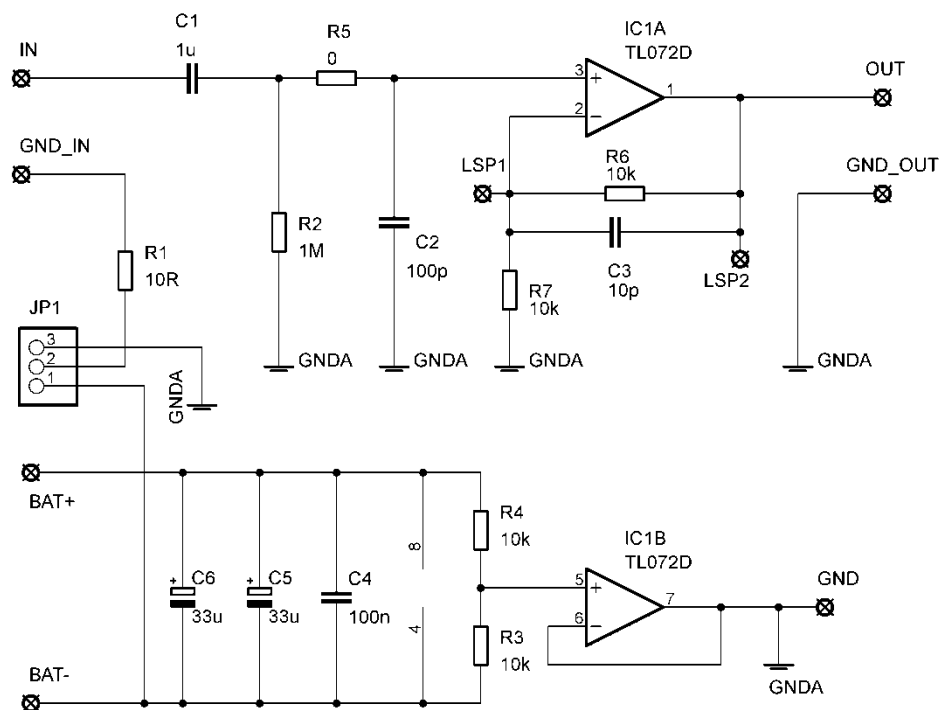 C1
1u
IN
R5
0
IC1A
TL072D
3
+
2
−
1
OUT
GND_IN
GND_OUT
LSP1
R6
10k
R1
10R
R2
1M
C2
100p
C3
10p
LSP2
R7
10k
JP1
3
2
1
GNDA
GNDA
GNDA
GNDA
GNDA
BAT+
R4
10k
IC1B
TL072D
8
+
C6
33u
+
C5
33u
C4
100n
4
5
+
6
−
7
GND
R3
10k
BAT-
GNDA